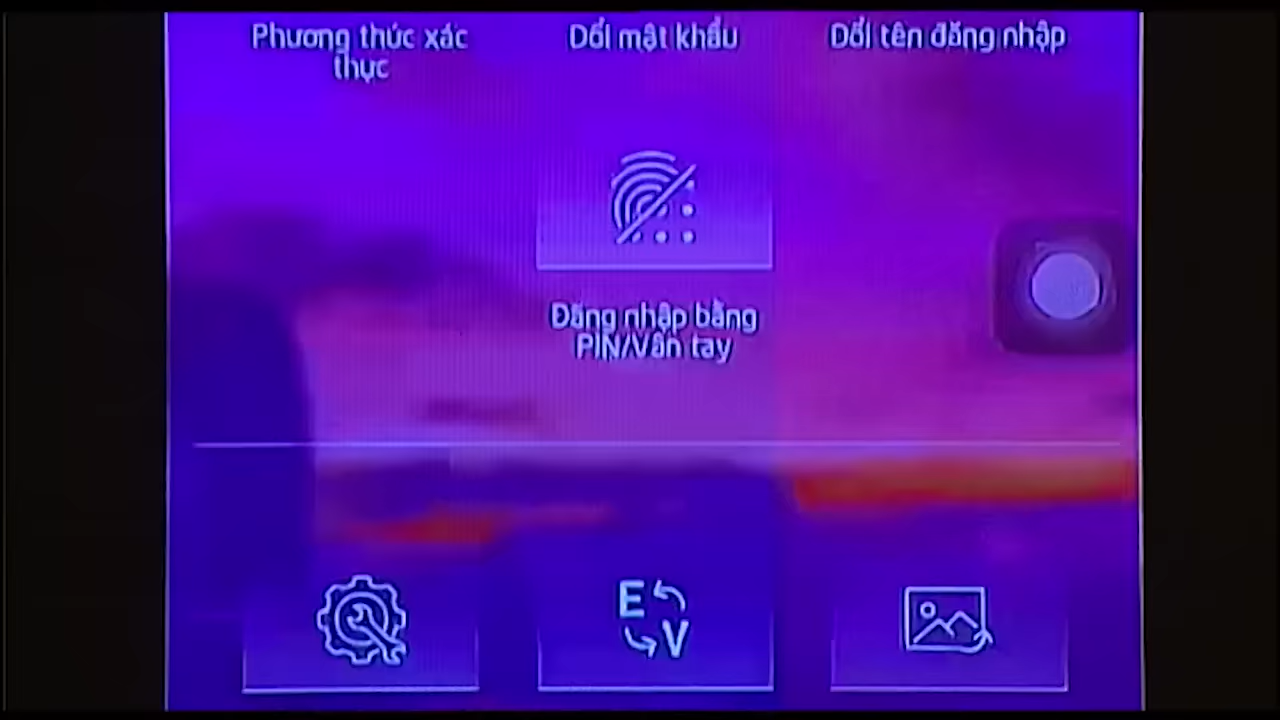 Phương thức xác
thực
Đổi mật khẩu
Đổi tên đăng nhập
Đăng nhập bằng
PIN/Vân tay
E
V